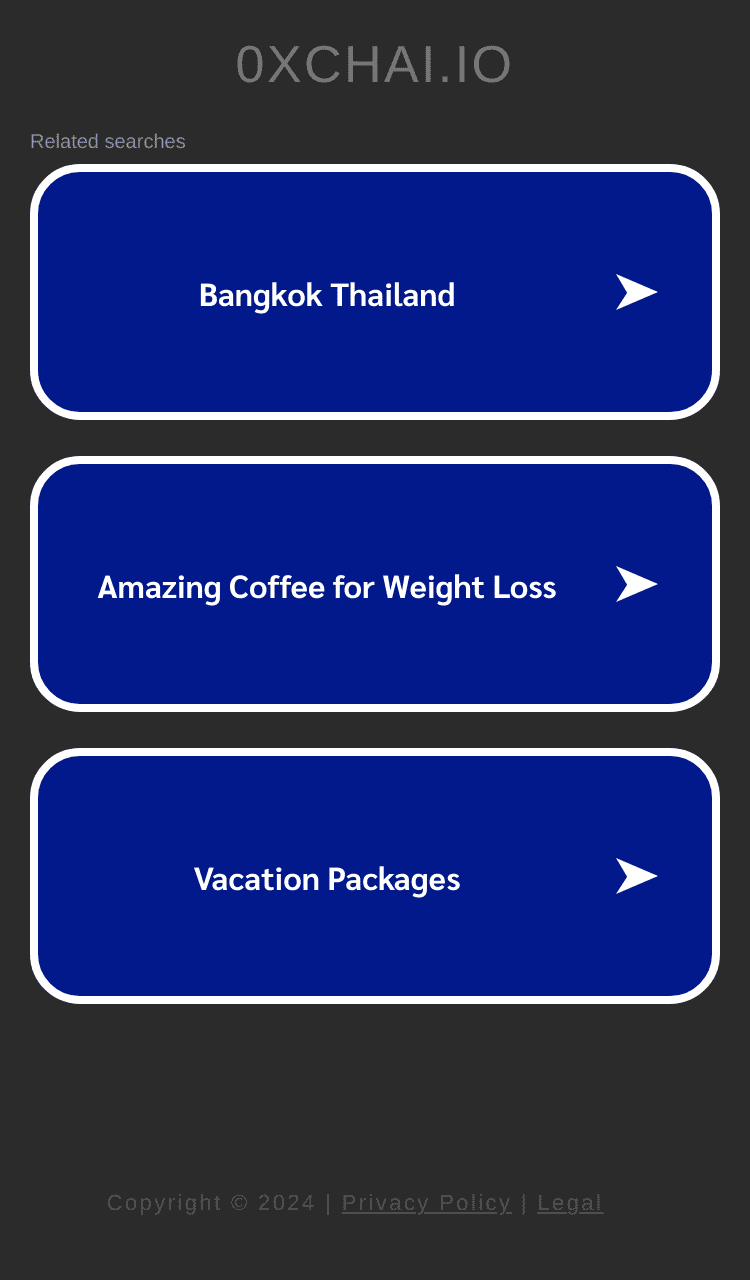 0XCHAI.IO
Related searches
Bangkok Thailand
Amazing Coffee for Weight Loss
Vacation Packages
Copyright © 2024 | Privacy Policy | Legal